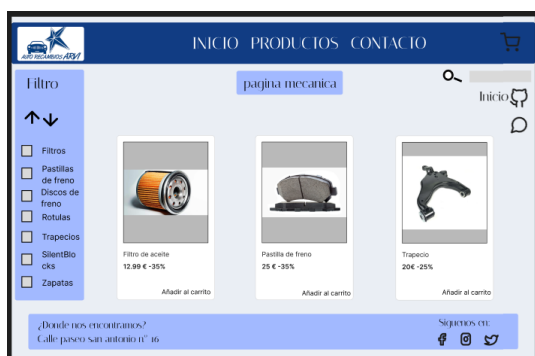 AUTO RECAMBIOS ARVI
INICIO PRODUCTOS CONTACTO
Filtro
pagina mecanica
Inicio
Filtros
Pastillas
de freno
Discos de
freno
Rotulas
Trapecios
SilentBlo
cks
Zapatas
Filtro de aceite
12.99 € -35%
Añadir al carrito
Pastilla de freno
25 € -35%
Añadir al carrito
Trapecio
20€ -25%
Añadir al carrito
¿Donde nos encontramos?
Calle paseo san antonio nº 16
Siguenos en: